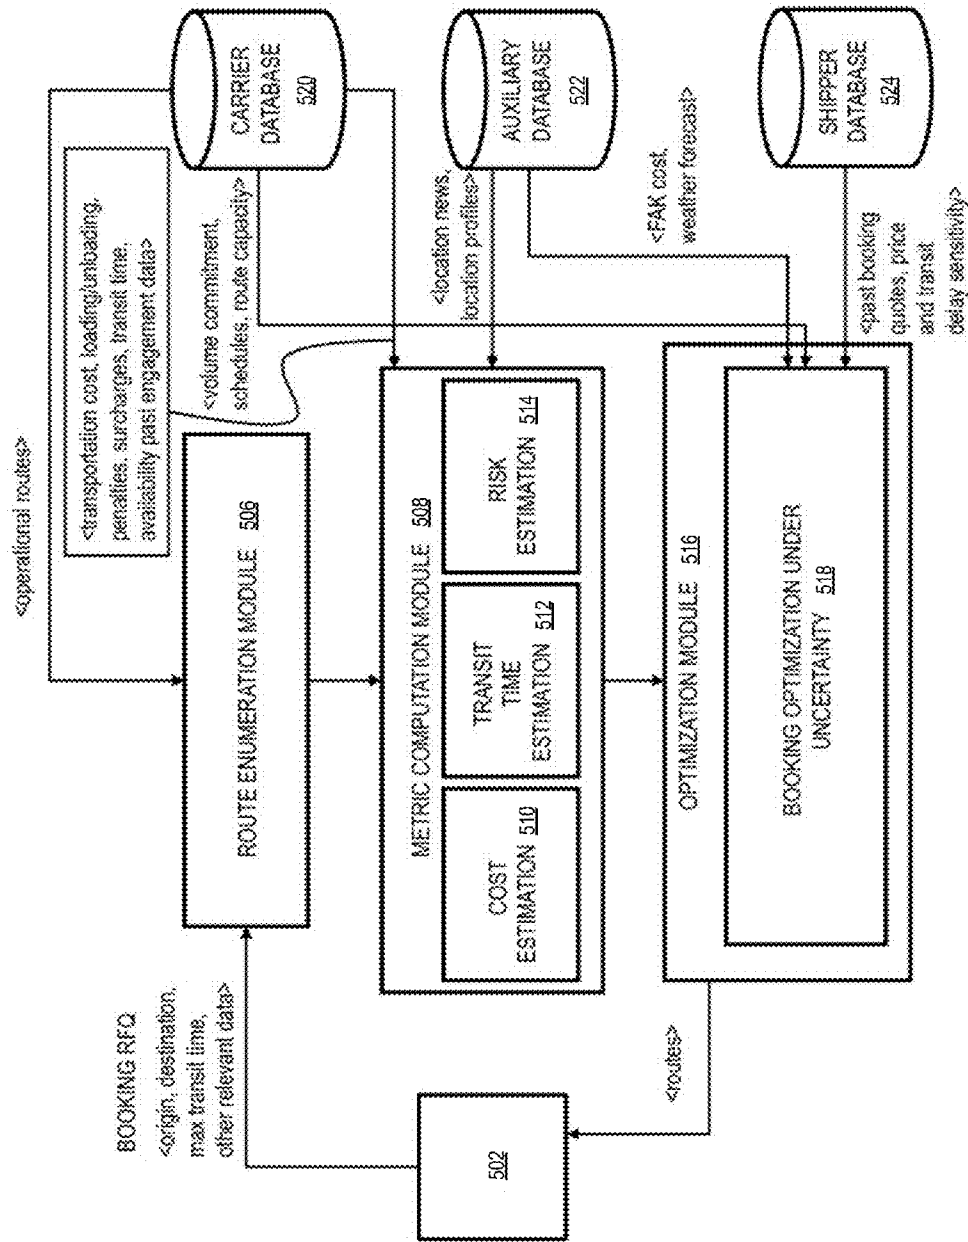 BOOKING RFQ
<origin, destination,
max transit time,
other relevant data>
502
<routes>
<operational routes>
ROUTE ENUMERATION MODULE 506
METRIC COMPUTATION MODULE 508
COST
ESTIMATION 510
TRANSIT
TIME
ESTIMATION 512
RISK
ESTIMATION 514
OPTIMIZATION MODULE 516
BOOKING OPTIMIZATION UNDER
UNCERTAINTY 518
<transportation cost, loading/unloading,
penalties, surcharges, transit time,
availability pasi engagement data>
<volume commitment,
schedules, route capacity>
<location news,
location profiles>
<FAK cost,
weather forecast>
<past booking
quotes, price
and transit
delay sensitivity>
CARRIER
DATABASE
520
AUXILIARY
DATABASE
522
SHIPPER
DATABASE
524